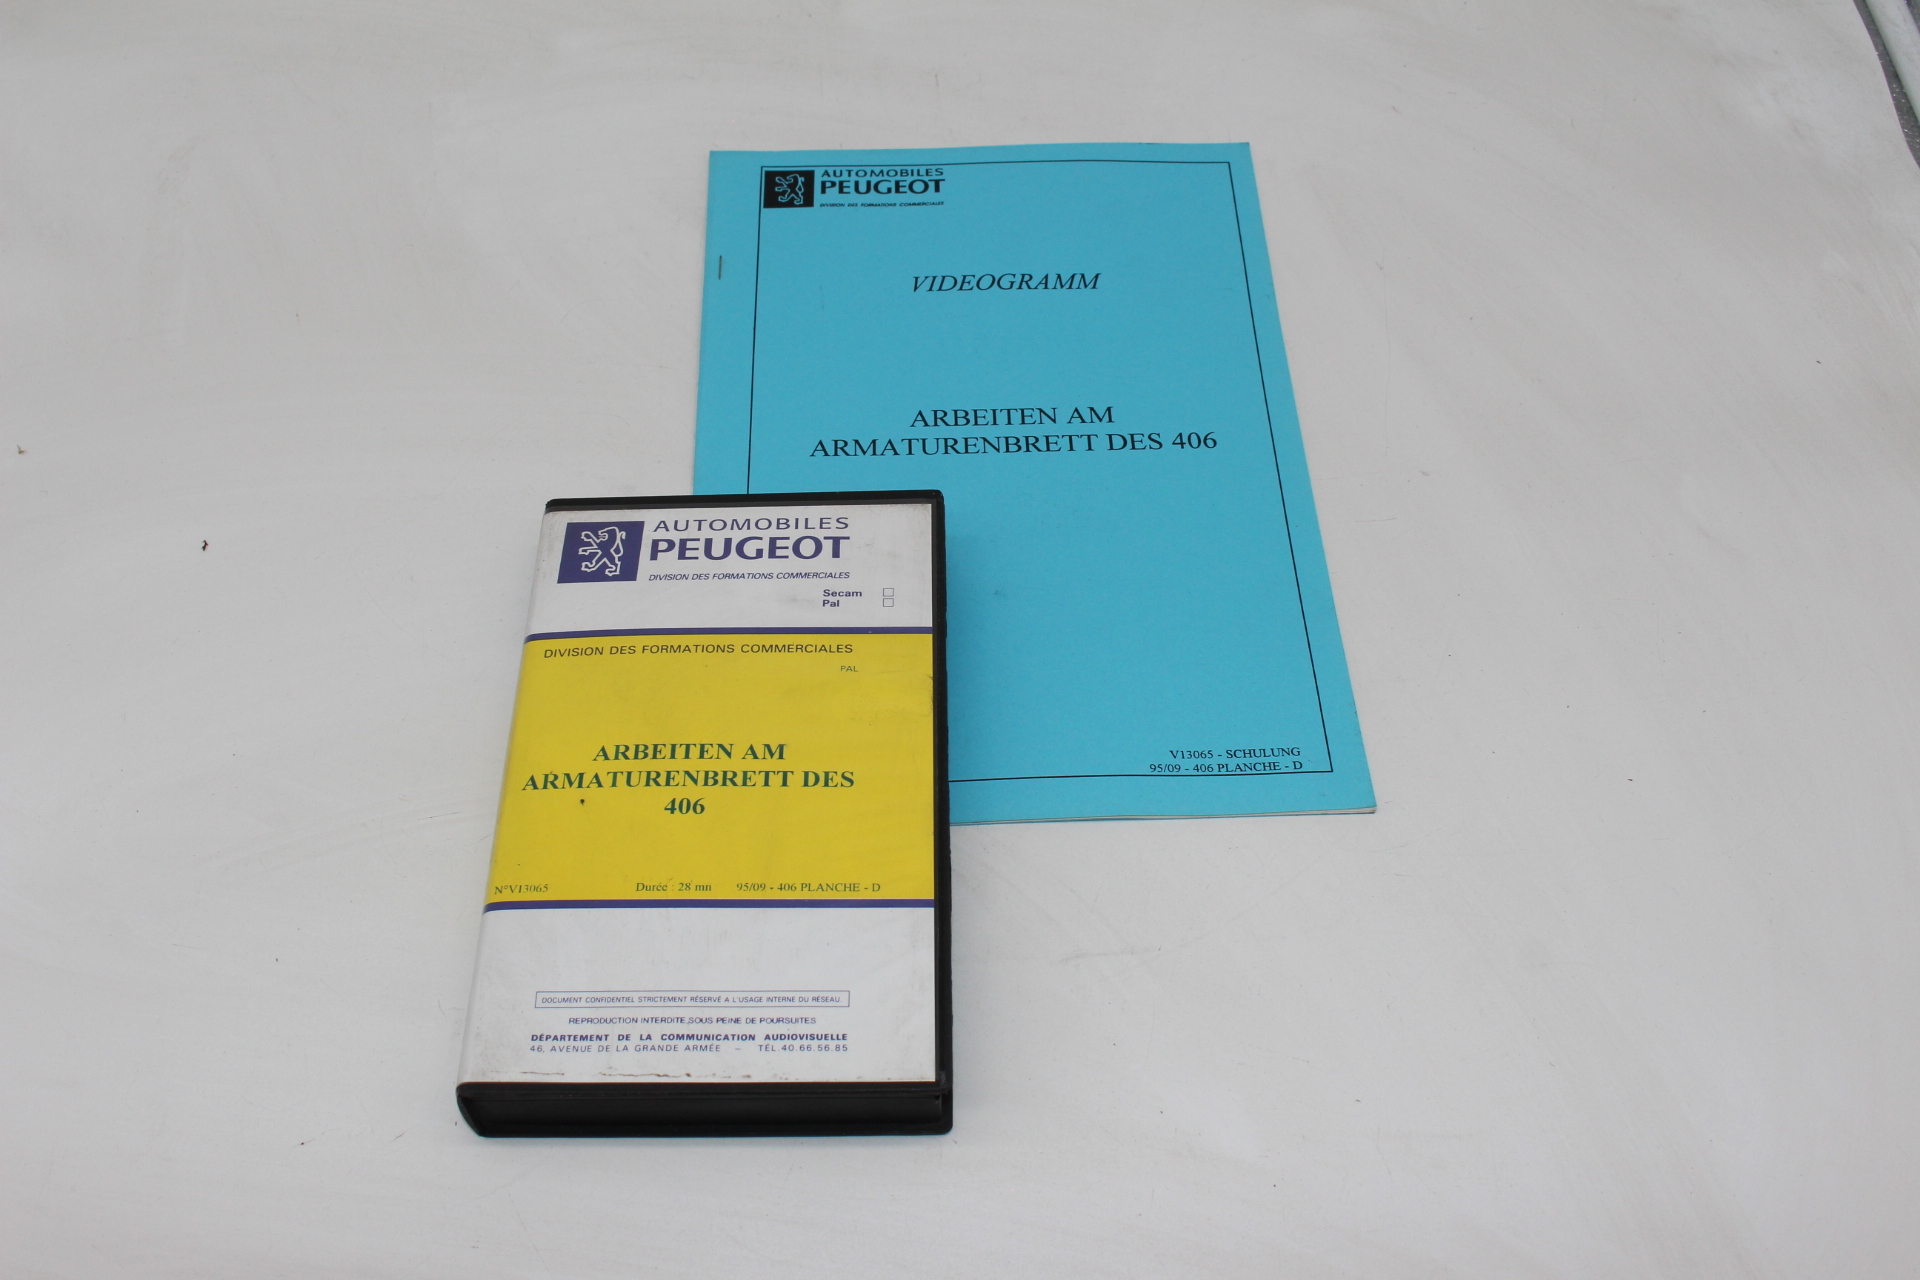 AUTOMOBILES
PEUGEOT
DIVISION DES FORMATIONS COMMERCIALES
VIDEOGRAMM
ARBEITEN AM
ARMATURENBRETT DES 406
V13065 - SCHULUNG
95/09 - 406 PLANCHE - D
AUTOMOBILES
PEUGEOT
DIVISION DES FORMATIONS COMMERCIALES
Secam
Pal
DIVISION DES FORMATIONS COMMERCIALES
PAL
ARBEITEN AM
ARMATURENBRETT DES
406
N°V13065 Durée : 28 mn 95/09 - 406 PLANCHE - D
DOCUMENT CONFIDENTIEL STRICTEMENT RÉSERVÉ A L'USAGE INTERNE DU RÉSEAU.
REPRODUCTION INTERDITE SOUS PEINE DE POURSUITES
DÉPARTEMENT DE LA COMMUNICATION AUDIOVISUELLE
46, AVENUE DE LA GRANDE ARMÉE – TÉL.40.66.56.85